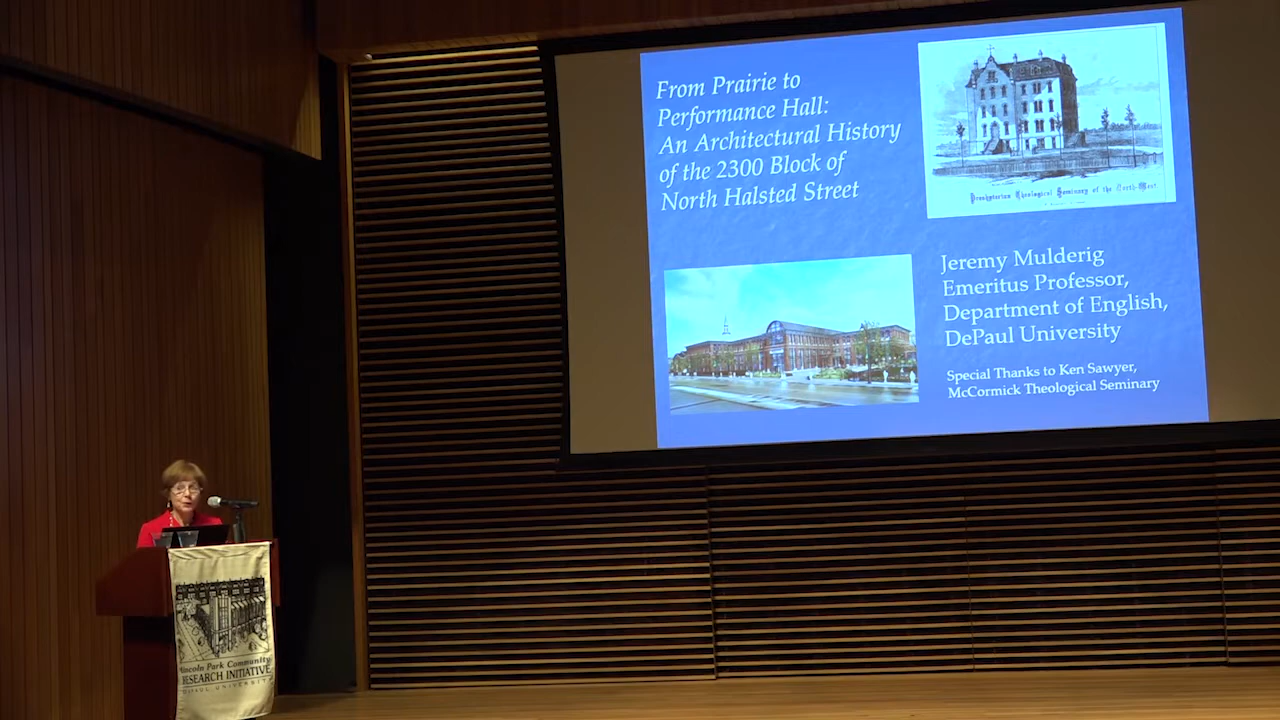 From Prairie to
Performance Hall:
An Architectural History
of the 2300 Block of
North Halsted Street
Presbyterian Theological Seminary of the North-West.
Jeremy Mulderig
Emeritus Professor,
Department of English,
DePaul University
Special Thanks to Ken Sawyer,
McCormick Theological Seminary
Lincoln Park Community
RESEARCH INITIATIVE
DEPAUL UNIVERSITY